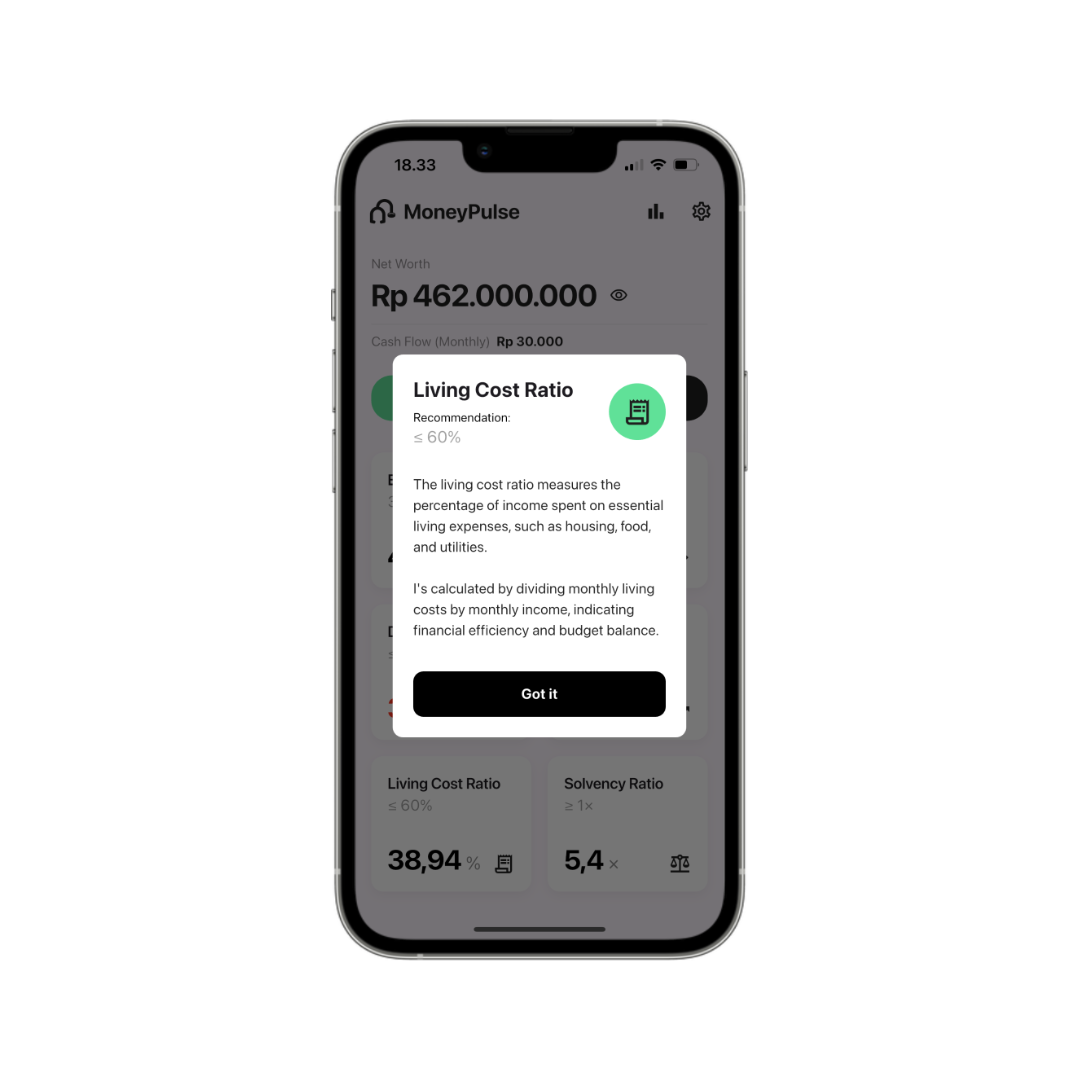 18.33
MoneyPulse
Net Worth
Rp 462.000.000
Cash Flow (Monthly) Rp 30.000
Living Cost Ratio
Recommendation:
≤ 60%
The living cost ratio measures the
percentage of income spent on essential
living expenses, such as housing, food,
and utilities.
I's calculated by dividing monthly living
costs by monthly income, indicating
financial efficiency and budget balance.
Got it
Living Cost Ratio
≤ 60%
38,94 %
Solvency Ratio
≥ 1×
5,4 ×